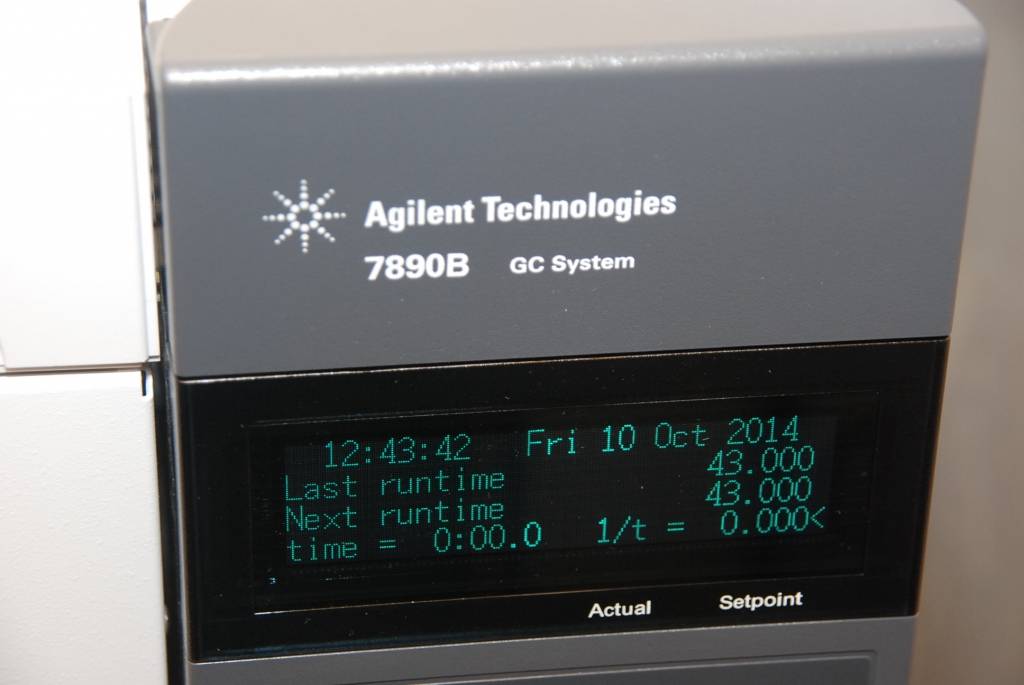 Agilent Technologies
7890B GC System
12:43:42 Fri 10 Oct 2014
Last runtime 43.000
Next runtime 43.000
time = 0:00.0 1/t = 0.000<
Actual Setpoint